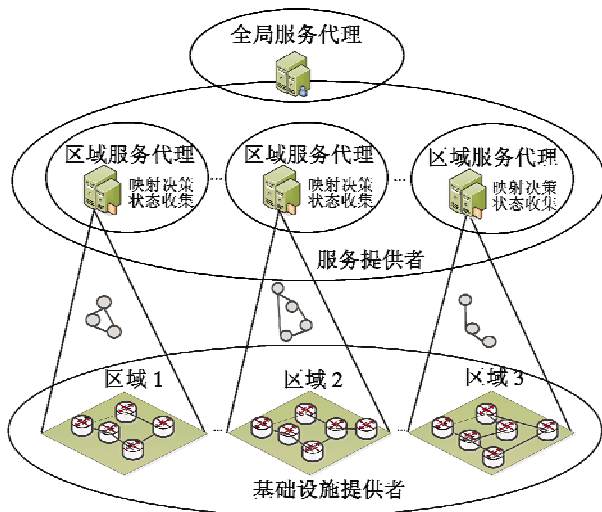 全局服务代理
区域服务代理
映射决策
状态收集
...
区域服务代理
映射决策
状态收集
...
区域服务代理
映射决策
状态收集
服务提供者
区域 1
区域 2
区域 3
...
...
基础设施提供者